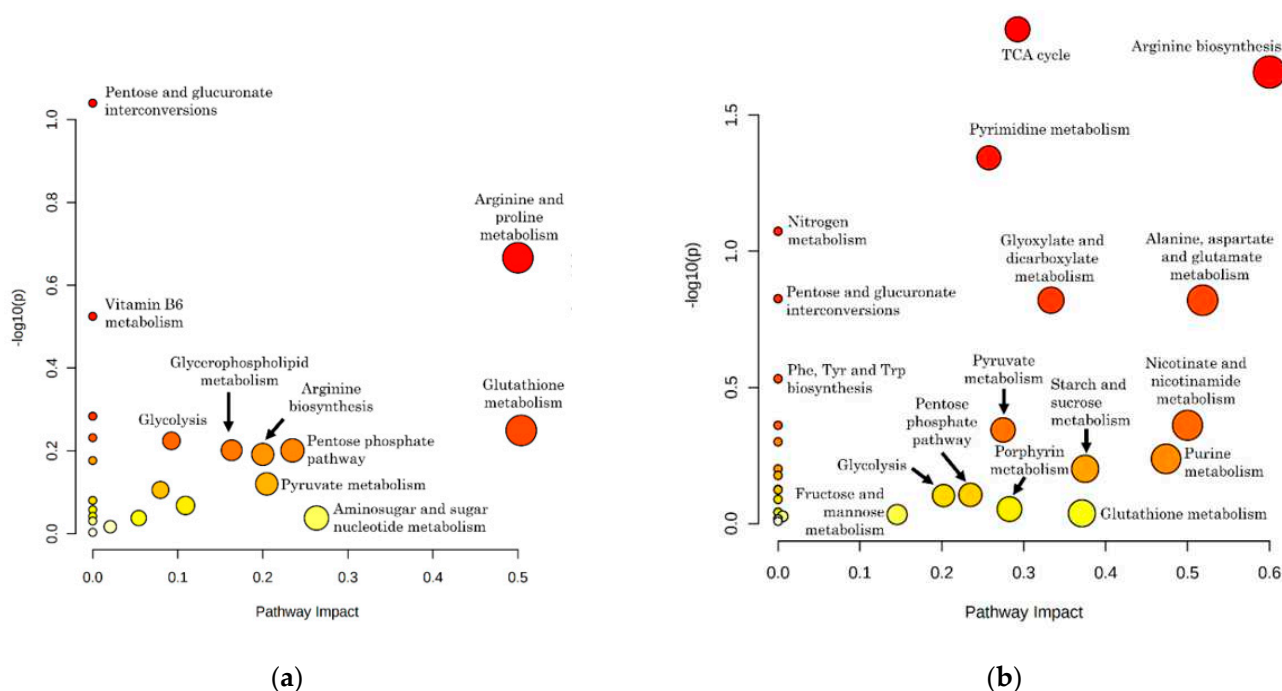 Pentose and glucuronate
interconversions
1.0
Arginine and
proline
metabolism
0.8
0.6
-log10(p)
Vitamin B6
metabolism
0.4
Glycerophospholipid
metabolism
Arginine
biosynthesis
Glutathione
metabolism
Glycolysis
0.2
Pentose phosphate
pathway
Pyruvate metabolism
Aminosugar and sugar
nucleotide metabolism
0.0
0.0 0.1 0.2 0.3 0.4 0.5
Pathway Impact
(a)
TCA cycle
Arginine biosynthesis
1.5
Pyrimidine metabolism
Nitrogen
metabolism
1.0
Glyoxylate and
dicarboxylate
metabolism
Alanine, aspartate
and glutamate
metabolism
-log10(p)
Pentose and glucuronate
interconversions
Phe, Tyr and Trp
biosynthesis
0.5
Pyruvate
metabolism
Starch and
sucrose
metabolism
Nicotinate and
nicotinamide
metabolism
Pentose
phosphate
pathway
Glycolysis
Porphyrin
metabolism
Purine
metabolism
Fructose and
mannose
metabolism
Glutathione metabolism
0.0
0.0 0.1 0.2 0.3 0.4 0.5 0.6
Pathway Impact
(b)